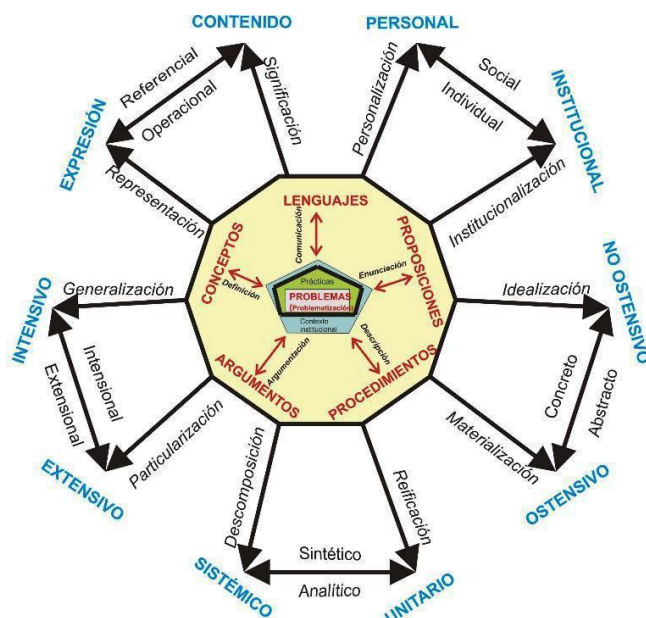 CONTENIDO
PERSONAL
Referencial
Operacional
Significación
Personalización
Social
Individual
EXPRESIÓN
INSTITUCIONAL
Representación
Institucionalización
LENGUAJES
Comunicación
CONCEPTOS
Definición
PROPOSICIONES
Enunciación
Prácticas
PROBLEMAS
(Problematización)
Contexto
institucional
Argumentación
ARGUMENTOS
Descripción
PROCEDIMIENTOS
INTENSIVO
Generalización
Intensional
Extensional
Particularización
EXTENSIVO
Idealización
NO OSTENSIVO
Concreto
Abstracto
Materialización
OSTENSIVO
Descomposición
Reificación
Sintético
Analítico
SISTÉMICO
UNITARIO